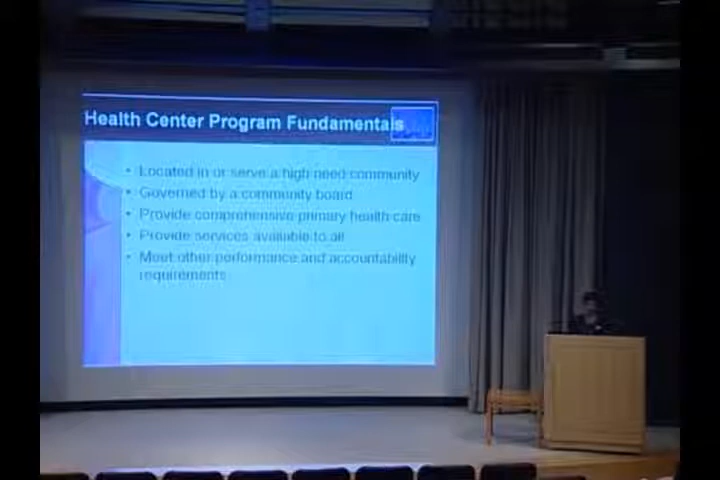 Health Center Program Fundamentals
• Located in or serve a high need community
• Governed by a community board
• Provide comprehensive primary health care
• Provide services available to all
• Meet other performance and accountability
requirements